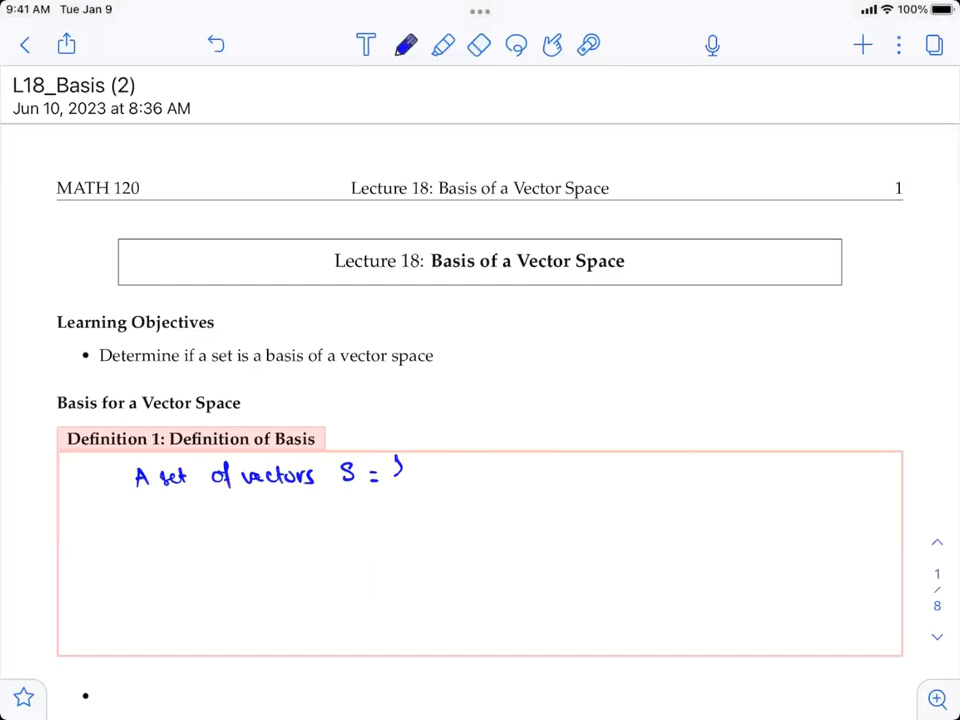 9:41 AM Tue Jan 9 100%
L18_Basis (2)
Jun 10, 2023 at 8:36 AM
MATH 120 Lecture 18: Basis of a Vector Space 1
Lecture 18: Basis of a Vector Space
Learning Objectives
• Determine if a set is a basis of a vector space
Basis for a Vector Space
Definition 1: Definition of Basis
A set of vectors S =
1
/
8
•